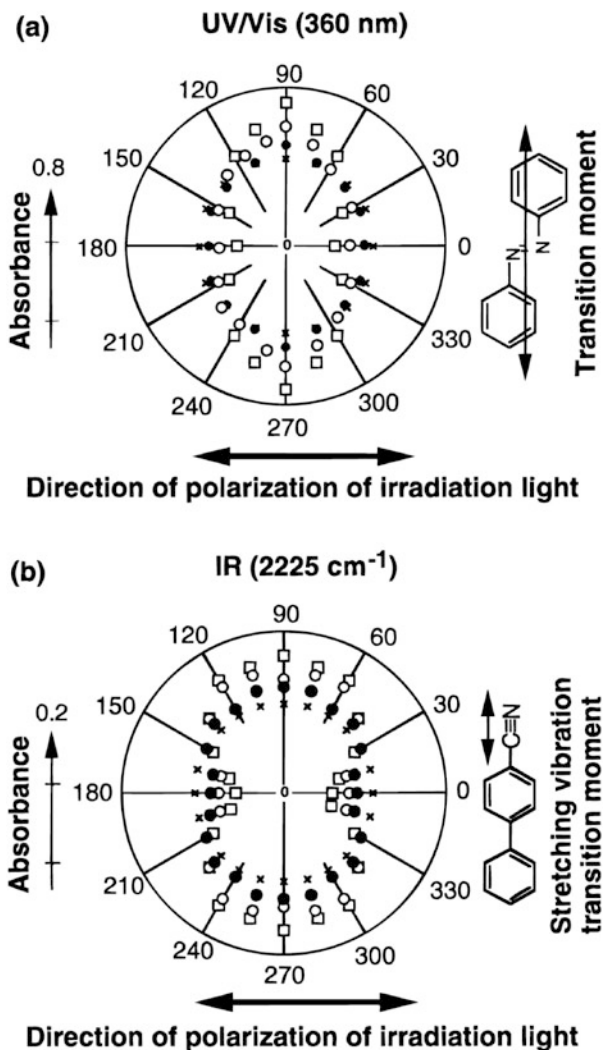 (a)
UV/Vis (360 nm)
90
120
60
150
30
0.8
Absorbance
180
0
0
N
N
Transition moment
210
330
240
300
270
Direction of polarization of irradiation light
(b)
IR (2225 cm-1)
90
120
60
150
30
0.2
Absorbance
180
0
0
C≡N
Stretching vibration
transition moment
210
330
240
300
270
Direction of polarization of irradiation light